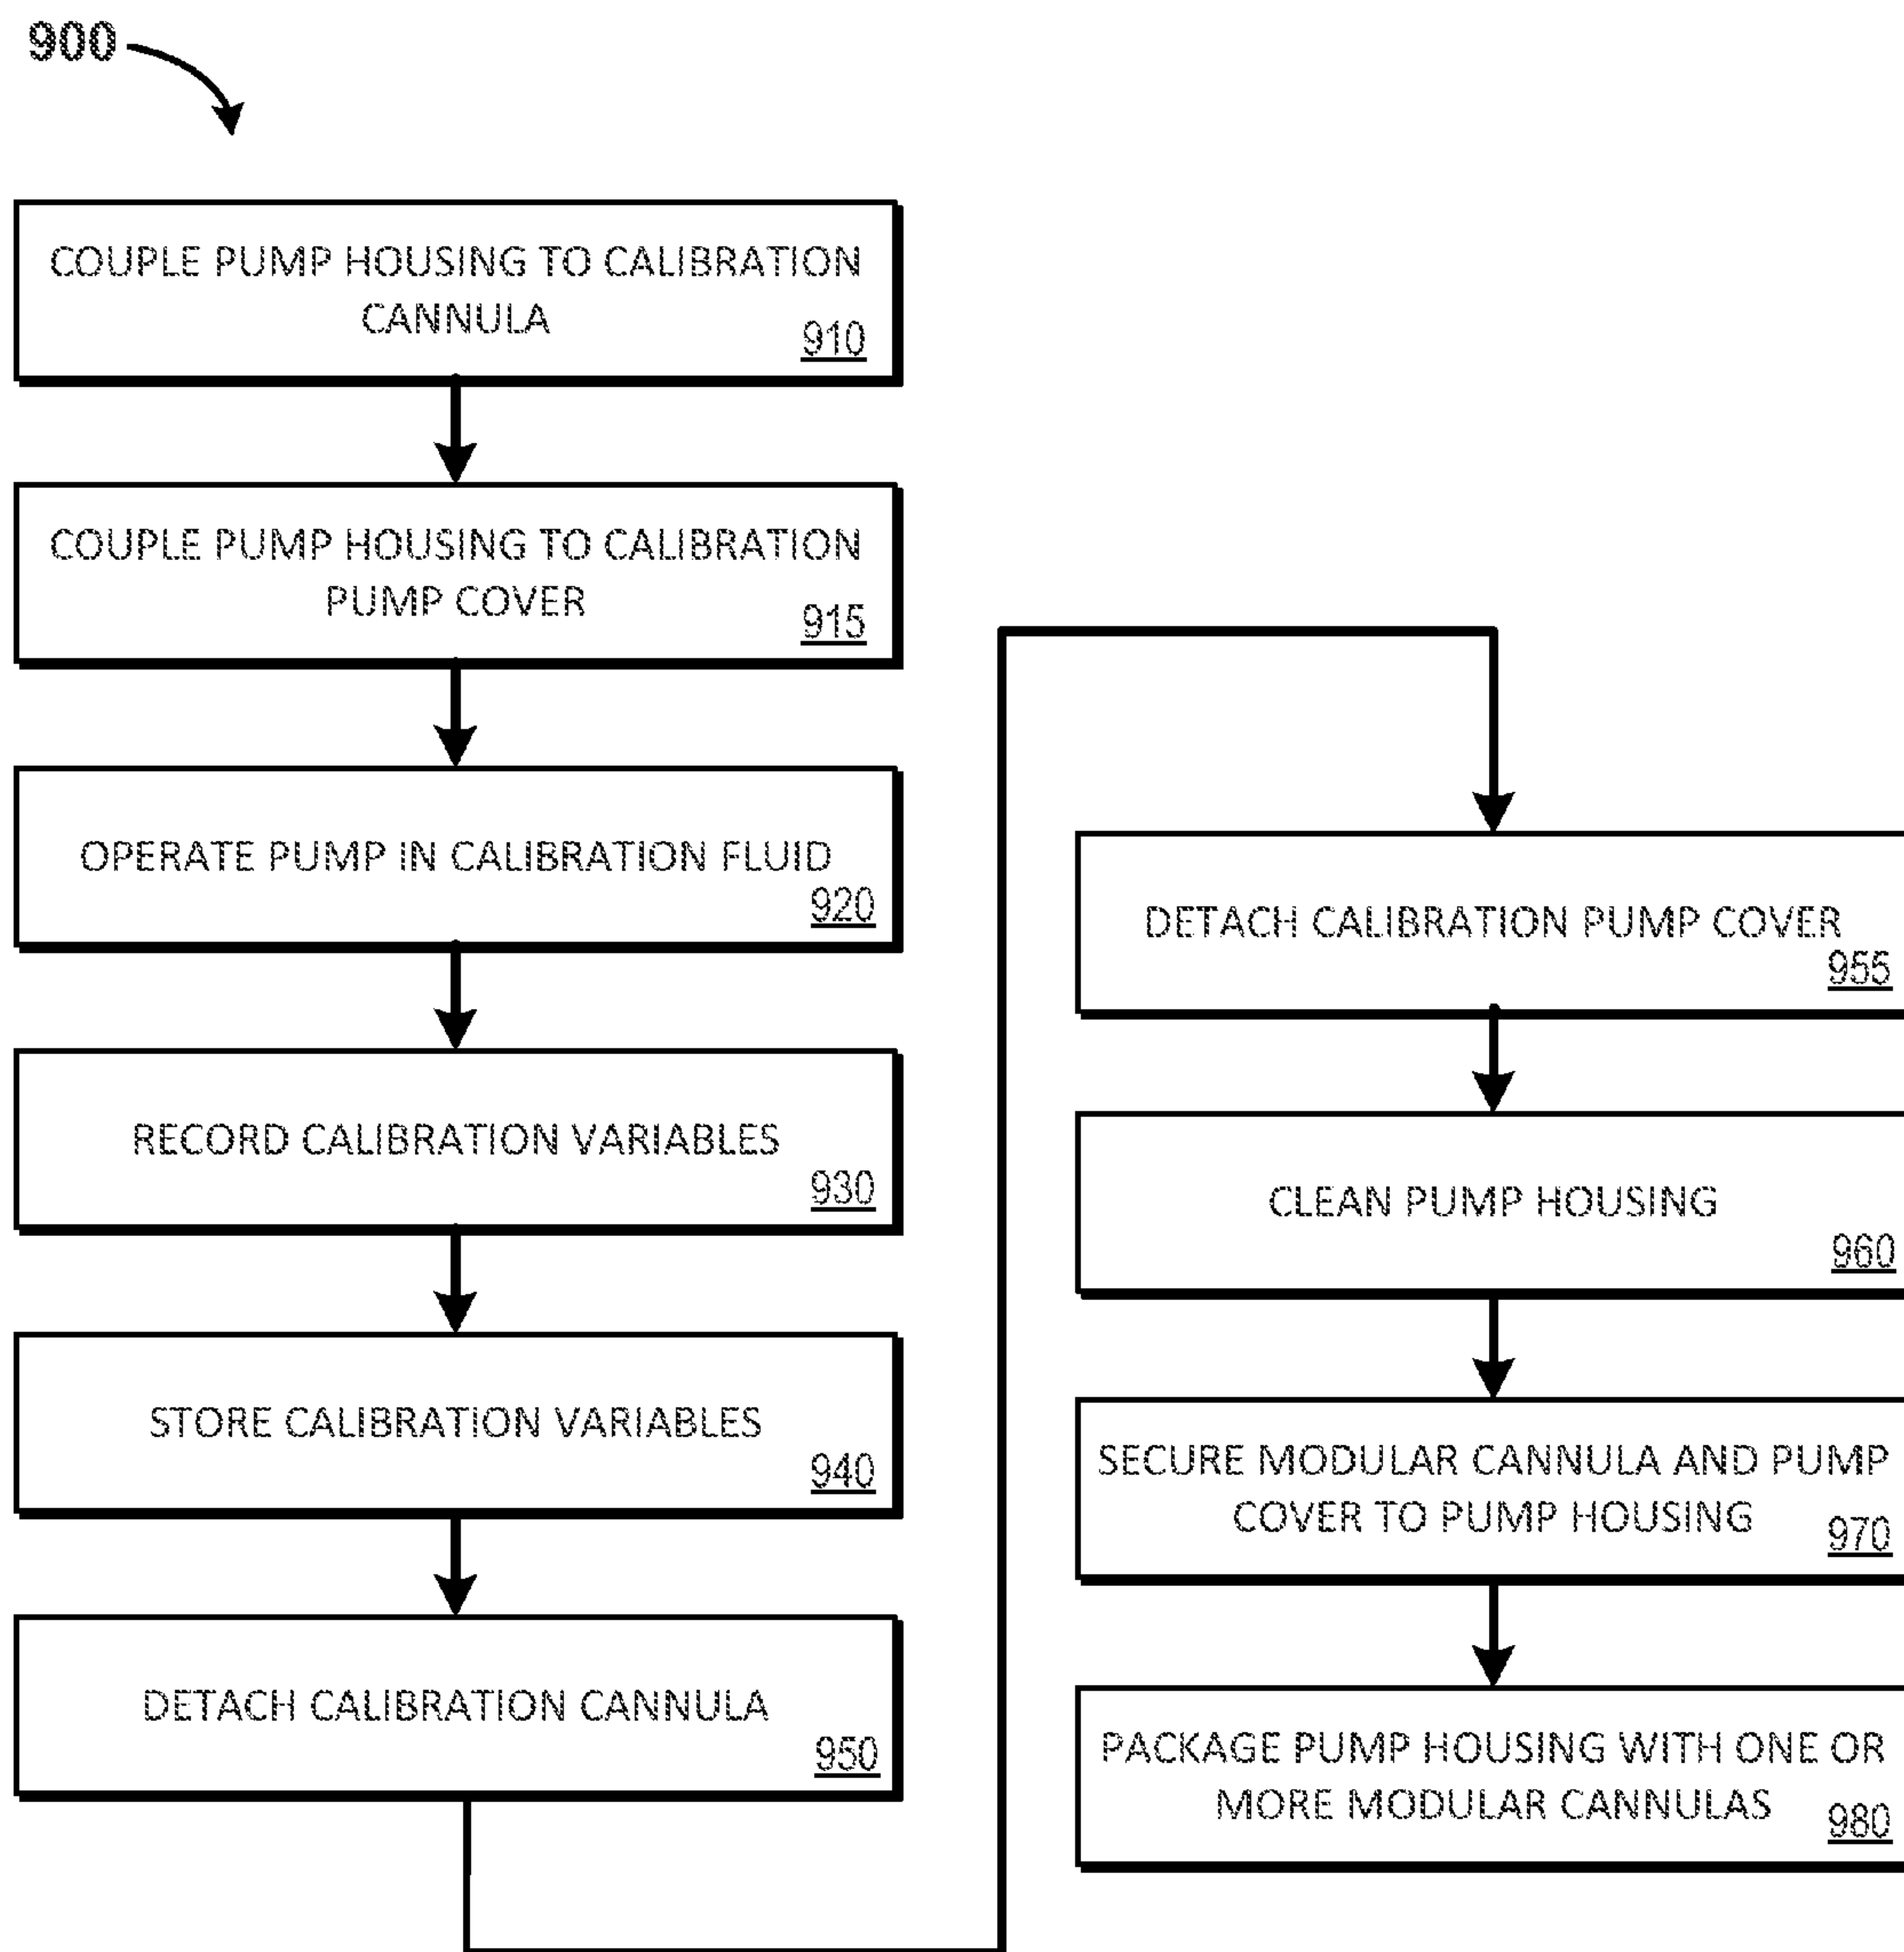 900
COUPLE PUMP HOUSING TO CALIBRATION
CANNULA
910
COUPLE PUMP HOUSING TO CALIBRATION
PUMP COVER
915
OPERATE PUMP IN CALIBRATION FLUID
920
RECORD CALIBRATION VARIABLES
930
STORE CALIBRATION VARIABLES
940
DETACH CALIBRATION CANNULA
950
DETACH CALIBRATION PUMP COVER
955
CLEAN PUMP HOUSING
960
SECURE MODULAR CANNULA AND PUMP
COVER TO PUMP HOUSING
970
PACKAGE PUMP HOUSING WITH ONE OR
MORE MODULAR CANNULAS
980